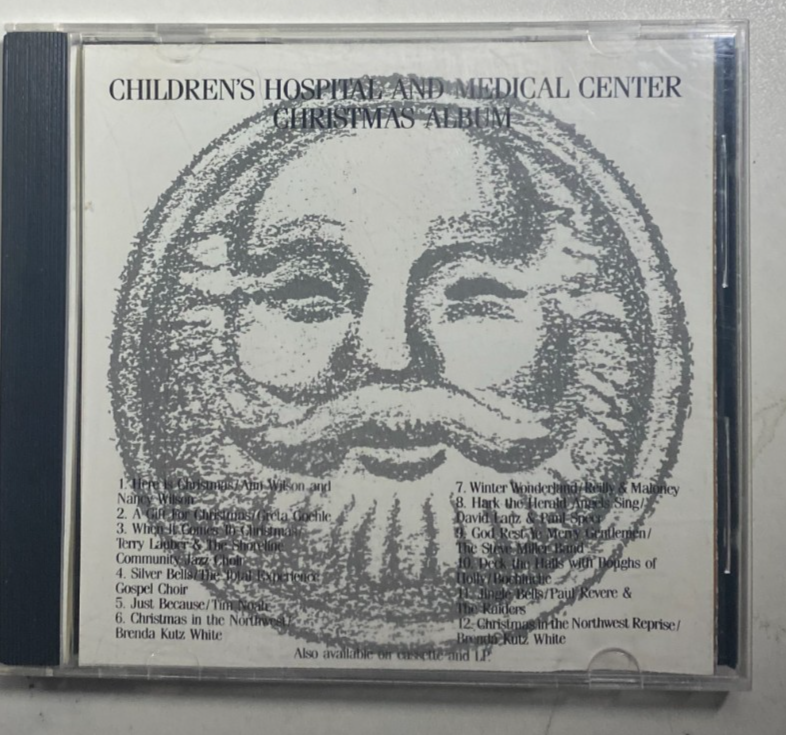 CHILDREN'S HOSPITAL AND MEDICAL CENTER
CHRISTMAS ALBUM
1. Here is Christmas/Ann Wilson and
Nancy Wilson
2. A Gift For Christmas/Greta Goehle
3. When It Comes To Christmas/
Terry Lauber & The Shoreline
Community Jazz Choir
4. Silver Bells/The Total Experience
Gospel Choir
5. Just Because/Tim Noah
6. Christmas in the Northwest/
Brenda Kutz White
7. Winter Wonderland/Reilly & Maloney
8. Hark the Herald Angels Sing/
David Lanz & Paul Speer
9. God Rest Ye Merry Gentlemen/
The Steve Miller Band
10. Deck the Halls with Boughs of
Holly/
11. Jingle Bells/Paul Revere &
The Raiders
12. Christmas in the Northwest Reprise/
Brenda Kutz White
Also available on cassette and LP.